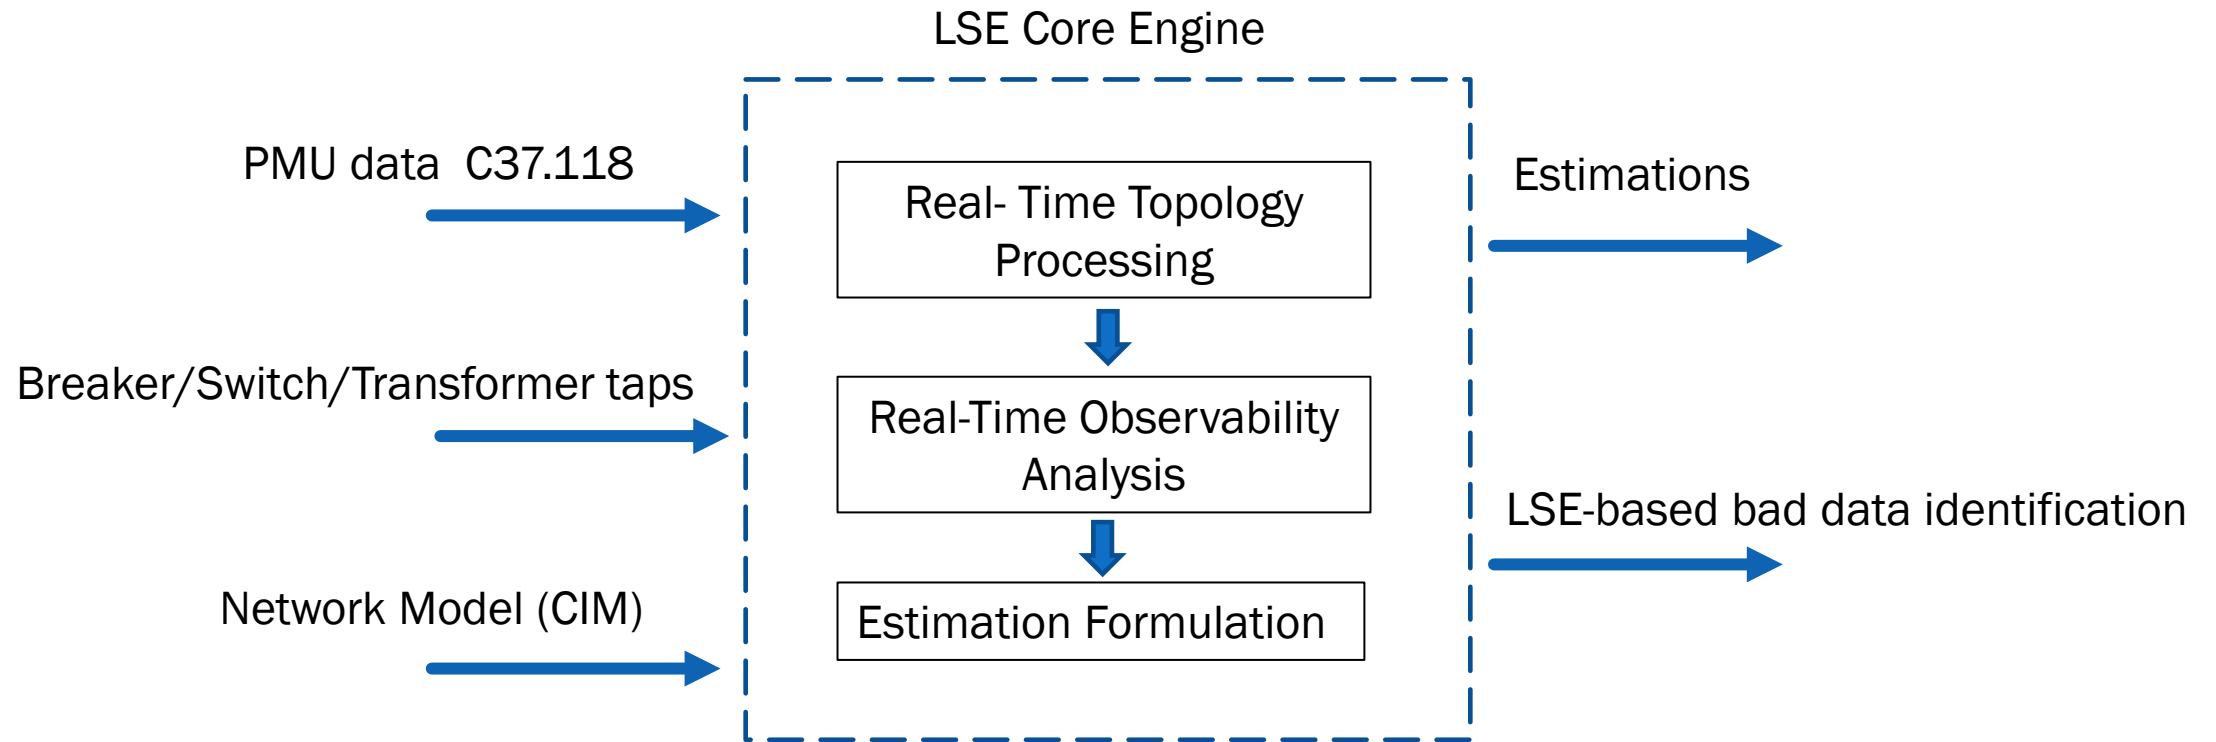 LSE Core Engine
PMU data  C37.118
Breaker/Switch/Transformer taps
Network Model (CIM)
Real- Time Topology
Processing
Real-Time Observability
Analysis
Estimation Formulation
Estimations
LSE-based bad data identification